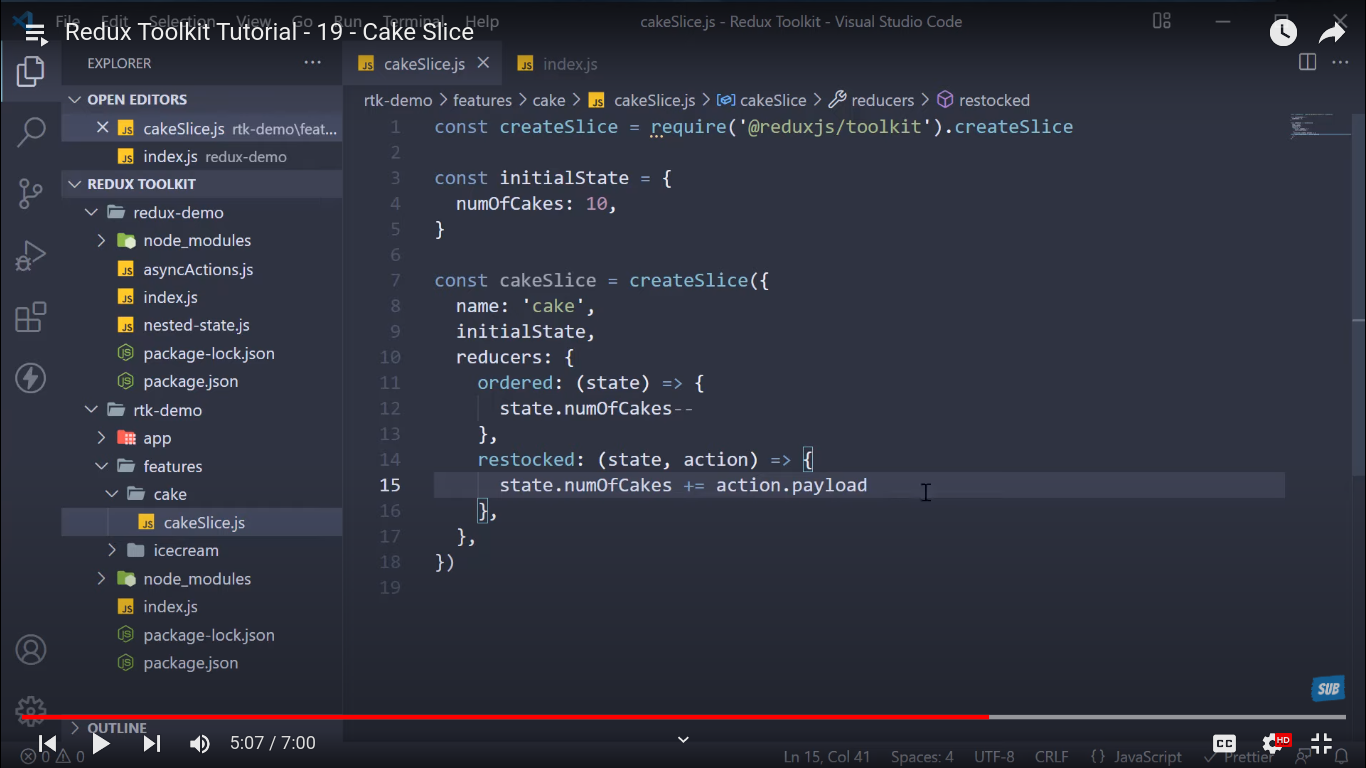 File Edit Selection View Go Run Terminal Help
cakeSlice.js - Redux Toolkit - Visual Studio Code
Redux Toolkit Tutorial - 19 - Cake Slice
EXPLORER
OPEN EDITORS
cakeSlice.js rtk-demo\feat...
index.js redux-demo
REDUX TOOLKIT
redux-demo
node_modules
asyncActions.js
index.js
nested-state.js
package-lock.json
package.json
rtk-demo
app
features
cake
cakeSlice.js
icecream
node_modules
index.js
package-lock.json
package.json
OUTLINE
cakeSlice.js
index.js
rtk-demo > features > cake > JS cakeSlice.js > cakeSlice > reducers > restocked
1 const createSlice = require('@reduxjs/toolkit').createSlice
2
3 const initialState = {
4 numOfCakes: 10,
5 }
6
7 const cakeSlice = createSlice({
8 name: 'cake',
9 initialState,
10 reducers: {
11 ordered: (state) => {
12 state.numOfCakes--
13 },
14 restocked: (state, action) => {
15 state.numOfCakes += action.payload
16 },
17 },
18 })
19
SUB
5:07 / 7:00
CC
HD
0 0
Ln 15, Col 41 Spaces: 4 UTF-8 CRLF {} JavaScript Prettier